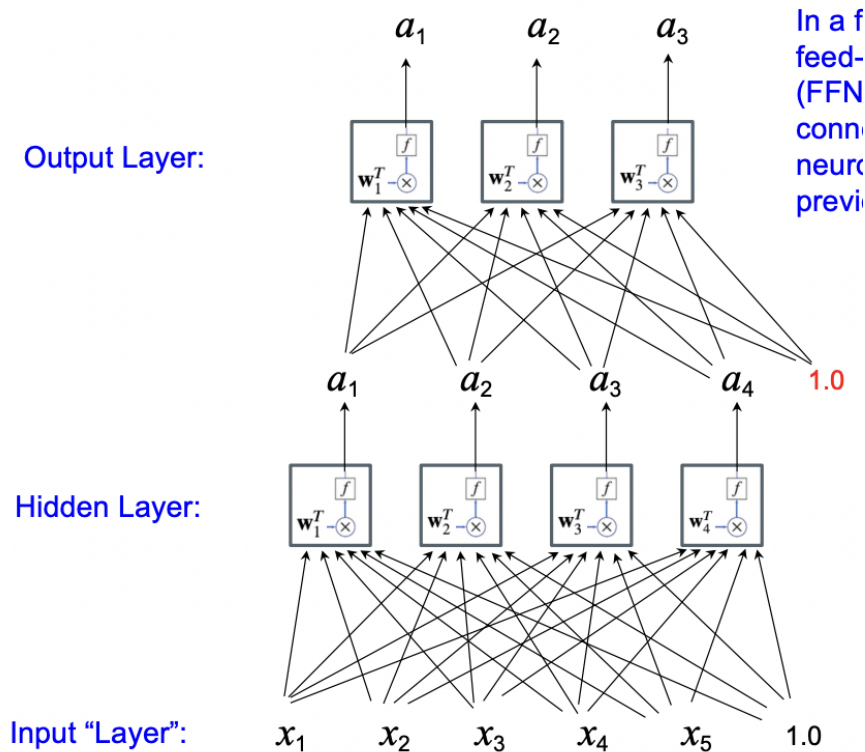 a₁ a₂ a₃
In a f
feed-
(FFN
conne
neuro
previ
Output Layer:
f f f
w₁ᵀ × w₂ᵀ × w₃ᵀ ×
a₁ a₂ a₃ a₄ 1.0
Hidden Layer:
f f f f
w₁ᵀ × w₂ᵀ × w₃ᵀ × w₄ᵀ ×
Input “Layer”: x₁ x₂ x₃ x₄ x₅ 1.0